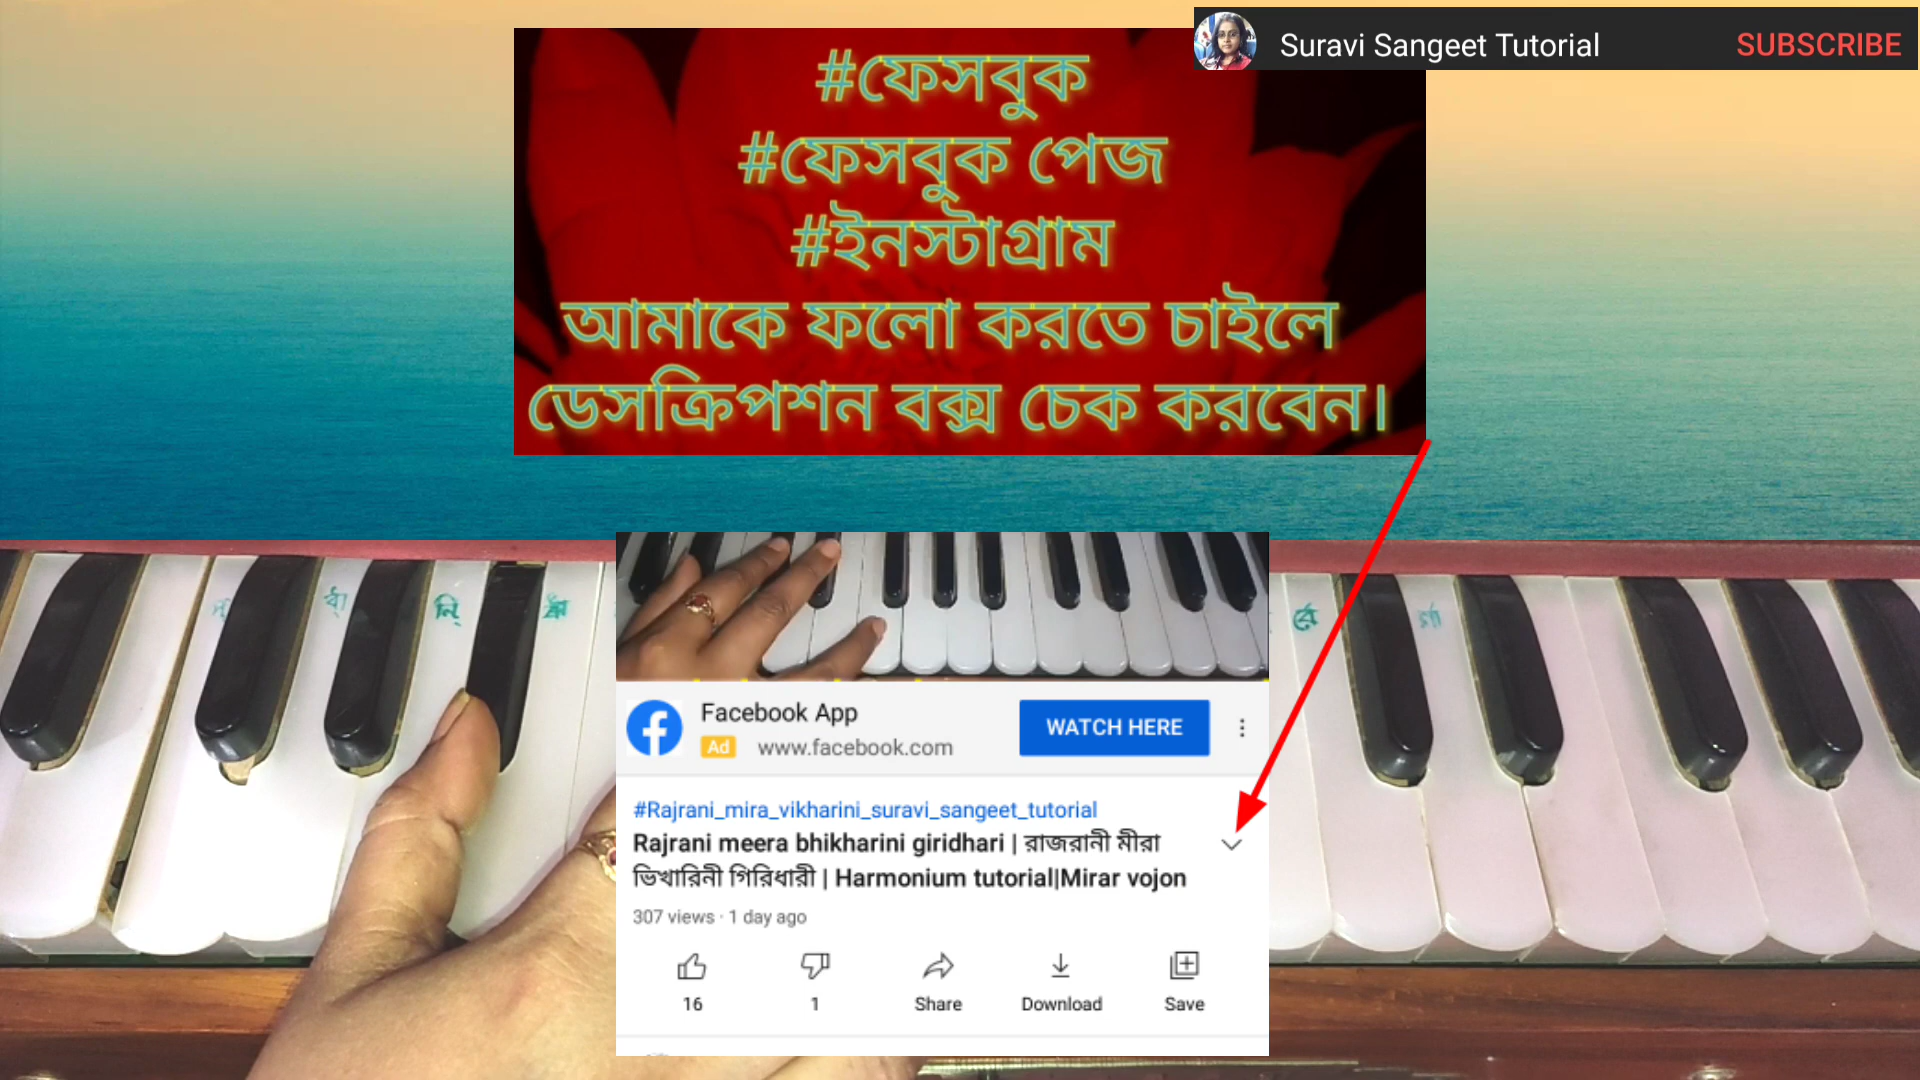 Suravi Sangeet Tutorial SUBSCRIBE
#ফেসবুক
#ফেসবুক পেজ
#ইনস্টাগ্রাম
আমাকে ফলো করতে চাইলে
ডেসক্রিপশন বক্স চেক করবেন।
নি্
রে
গা
Facebook App
WATCH HERE
Ad www.facebook.com
#Rajrani_mira_vikharini_suravi_sangeet_tutorial
Rajrani meera bhikharini giridhari | রাজরানী মীরা
ভিখারিনী গিরিধারী | Harmonium tutorial|Mirar vojon
307 views · 1 day ago
16 1 Share Download Save